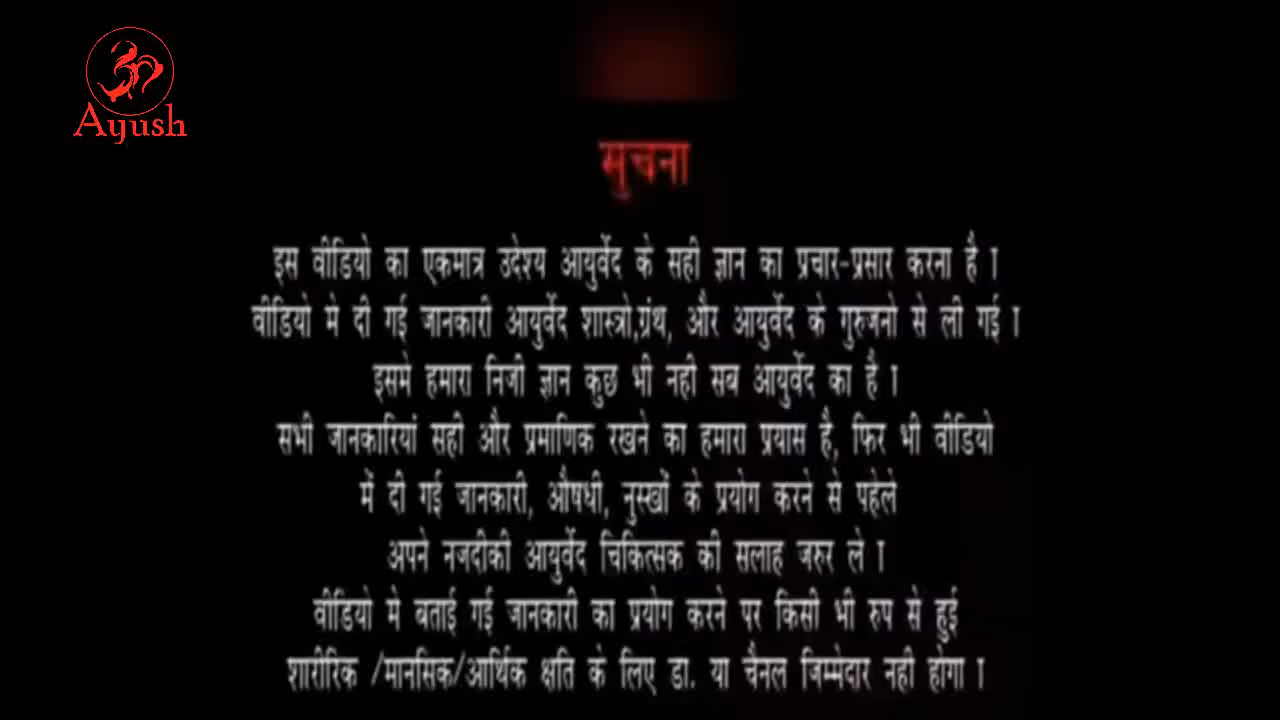 ॐ
Ayush
सूचना
इस वीडियो का एकमात्र उदेश्य आयुर्वेद के सही ज्ञान का प्रचार-प्रसार करना है ।
वीडियो मे दी गई जानकारी आयुर्वेद शास्त्रो,ग्रंथ, और आयुर्वेद के गुरुजनो से ली गई ।
इसमे हमारा निजी ज्ञान कुछ भी नही सब आयुर्वेद का है ।
सभी जानकारियां सही और प्रमाणिक रखने का हमारा प्रयास है, फिर भी वीडियो
में दी गई जानकारी, औषधी, नुस्खों के प्रयोग करने से पहेले
अपने नजदीकी आयुर्वेद चिकित्सक की सलाह जरुर ले ।
वीडियो मे बताई गई जानकारी का प्रयोग करने पर किसी भी रुप से हुई
शारीरिक /मानसिक/आर्थिक क्षति के लिए डा. या चैनल जिम्मेदार नही होगा ।